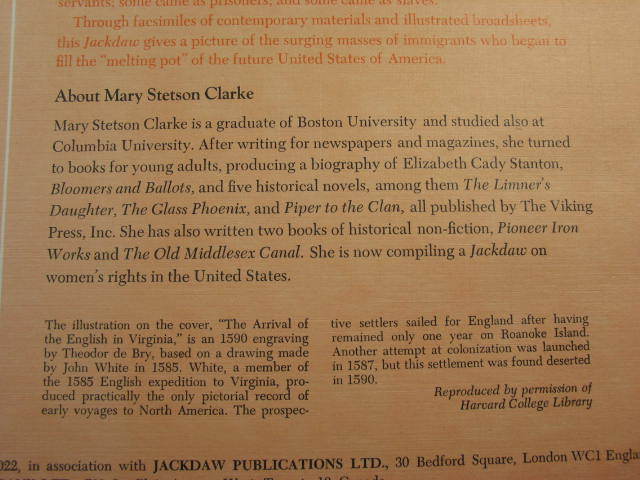 servants; some came as prisoners, and some came as slaves.
Through facsimiles of contemporary materials and illustrated broadsheets,
this Jackdaw gives a picture of the surging masses of immigrants who began to
fill the "melting pot" of the future United States of America.
About Mary Stetson Clarke
Mary Stetson Clarke is a graduate of Boston University and studied also at
Columbia University. After writing for newspapers and magazines, she turned
to books for young adults, producing a biography of Elizabeth Cady Stanton,
Bloomers and Ballots, and five historical novels, among them The Limner's
Daughter, The Glass Phoenix, and Piper to the Clan, all published by The Viking
Press, Inc. She has also written two books of historical non-fiction, Pioneer Iron
Works and The Old Middlesex Canal. She is now compiling a Jackdaw on
women's rights in the United States.
The illustration on the cover, "The Arrival of
the English in Virginia," is an 1590 engraving
by Theodor de Bry, based on a drawing made
by John White in 1585. White, a member of
the 1585 English expedition to Virginia, pro-
duced practically the only pictorial record of
early voyages to North America. The prospec-
tive settlers sailed for England after having
remained only one year on Roanoke Island.
Another attempt at colonization was launched
in 1587, but this settlement was found deserted
in 1590.
Reproduced by permission of
Harvard College Library
022, in association with JACKDAW PUBLICATIONS LTD., 30 Bedford Square, London WC1 Engla